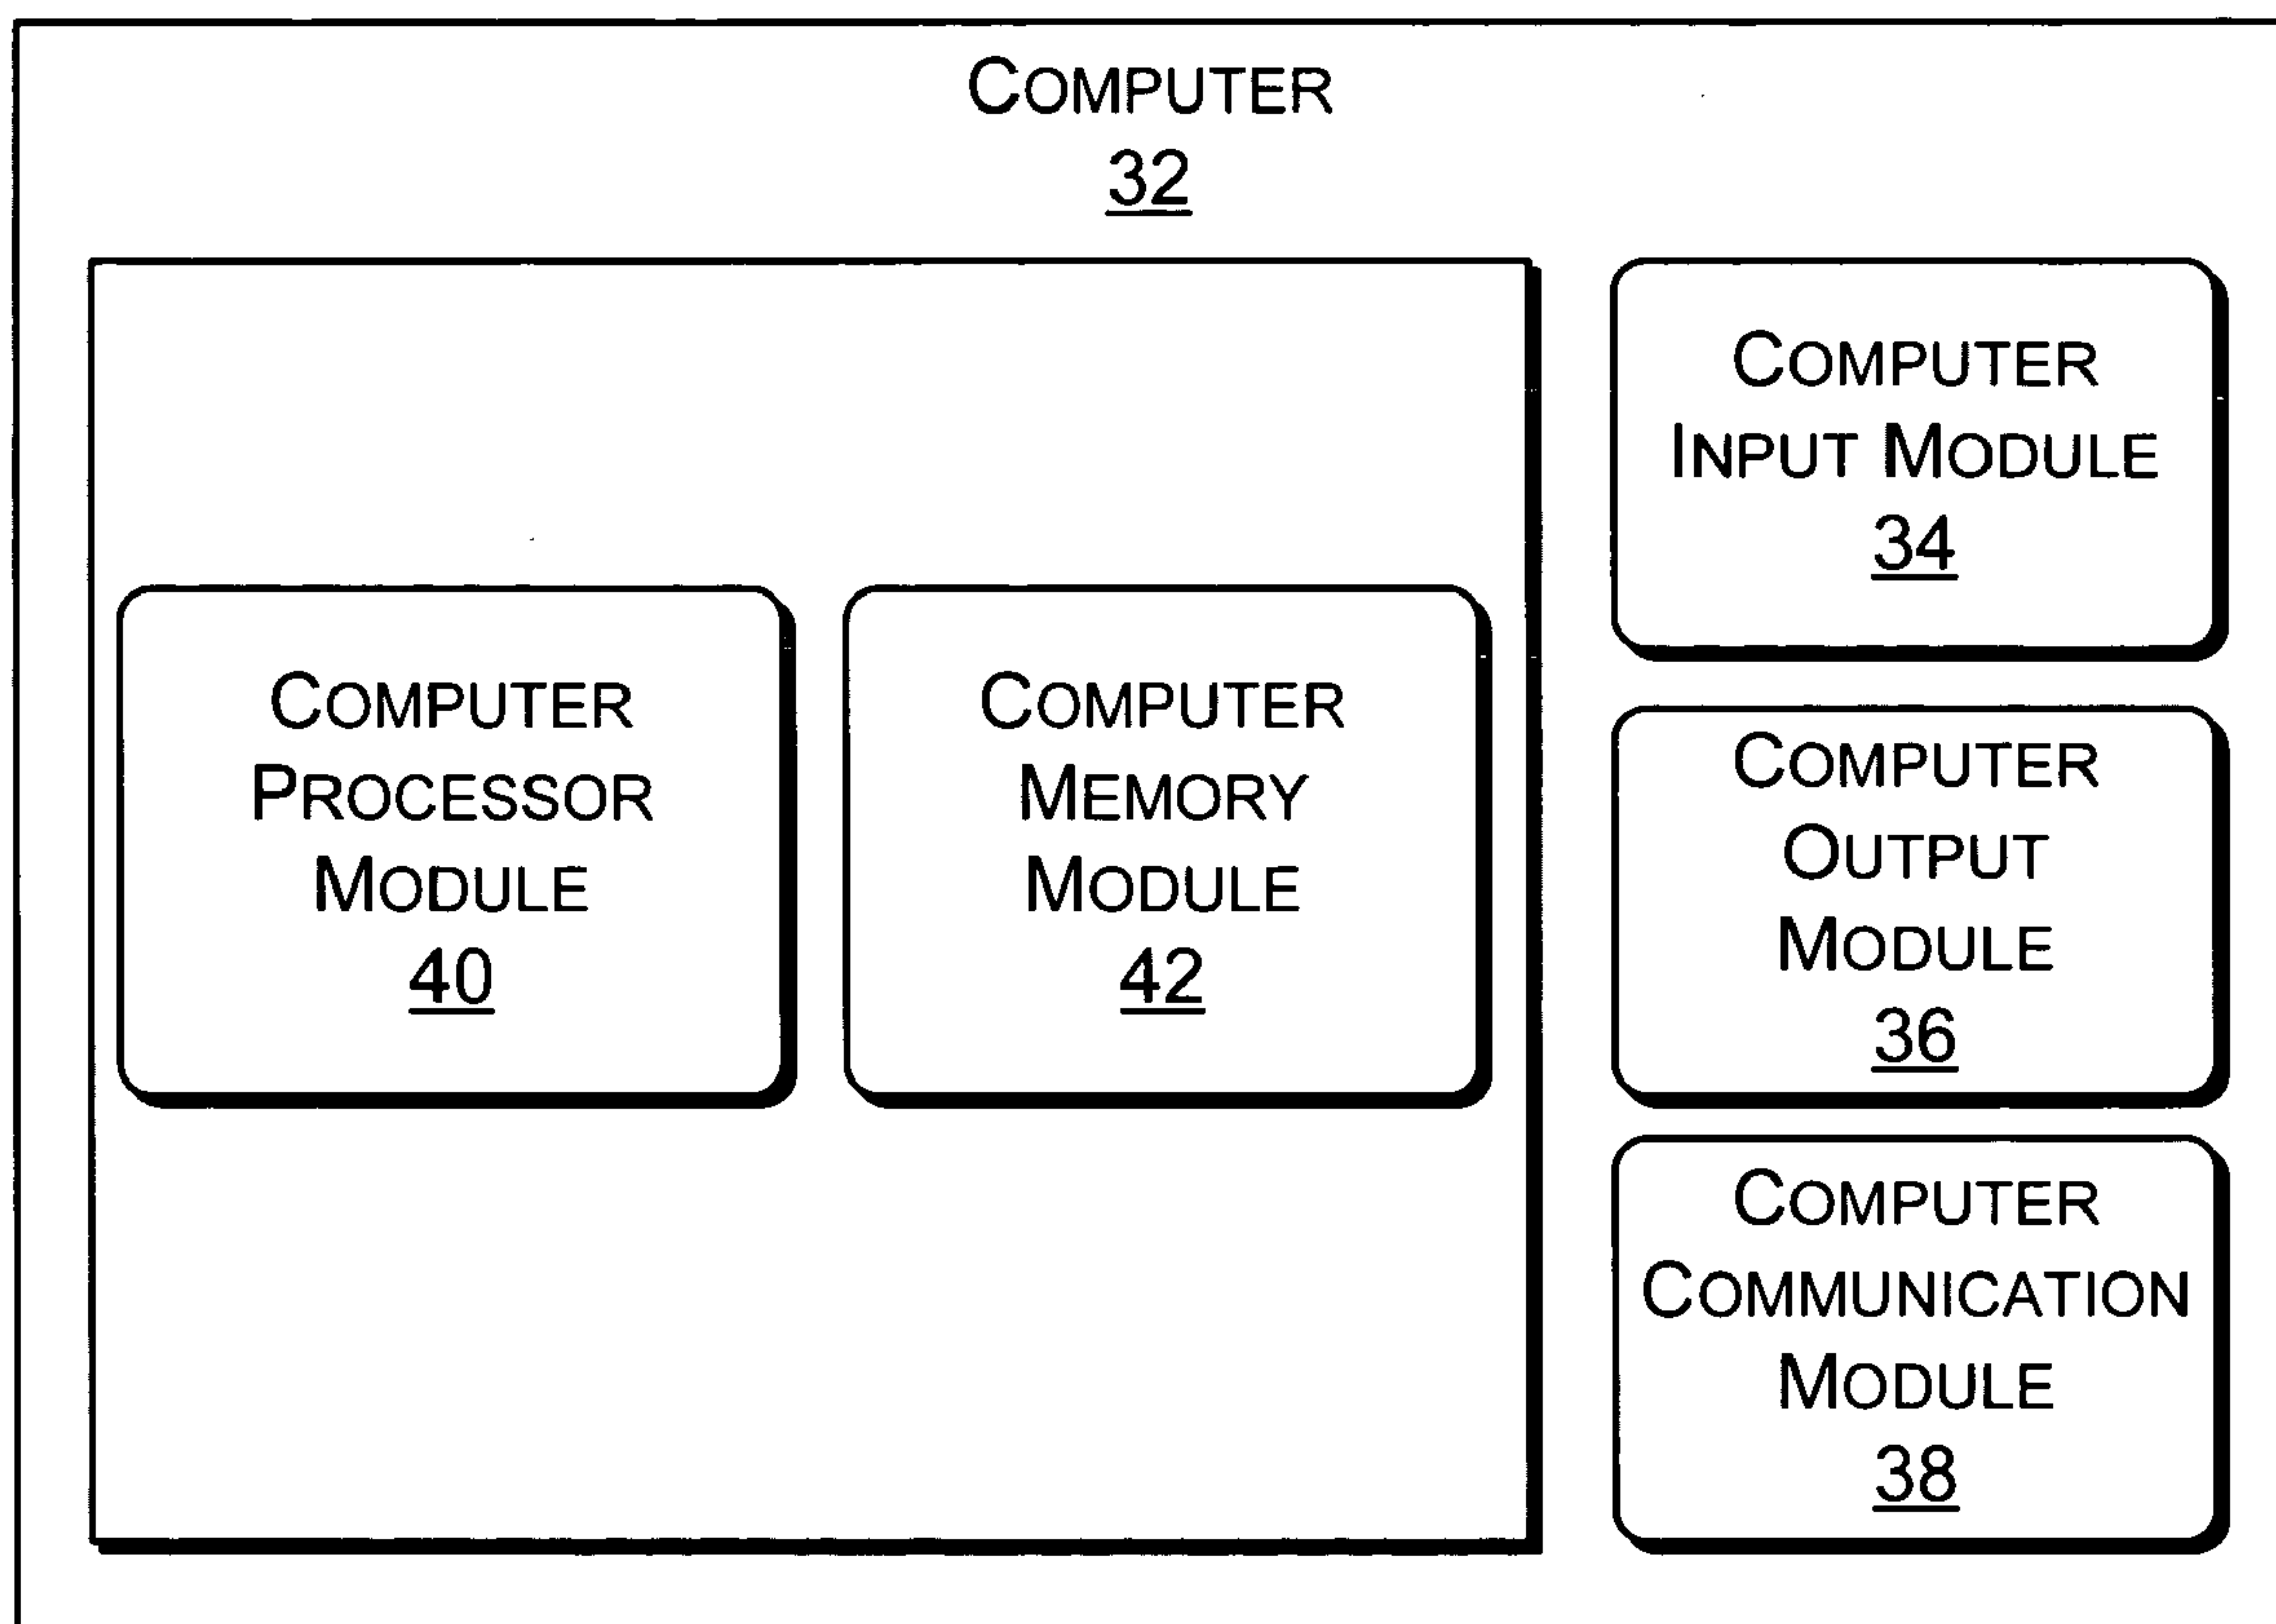 COMPUTER
32
COMPUTER
PROCESSOR
MODULE
40
COMPUTER
MEMORY
MODULE
42
COMPUTER
INPUT MODULE
34
COMPUTER
OUTPUT
MODULE
36
COMPUTER
COMMUNICATION
MODULE
38